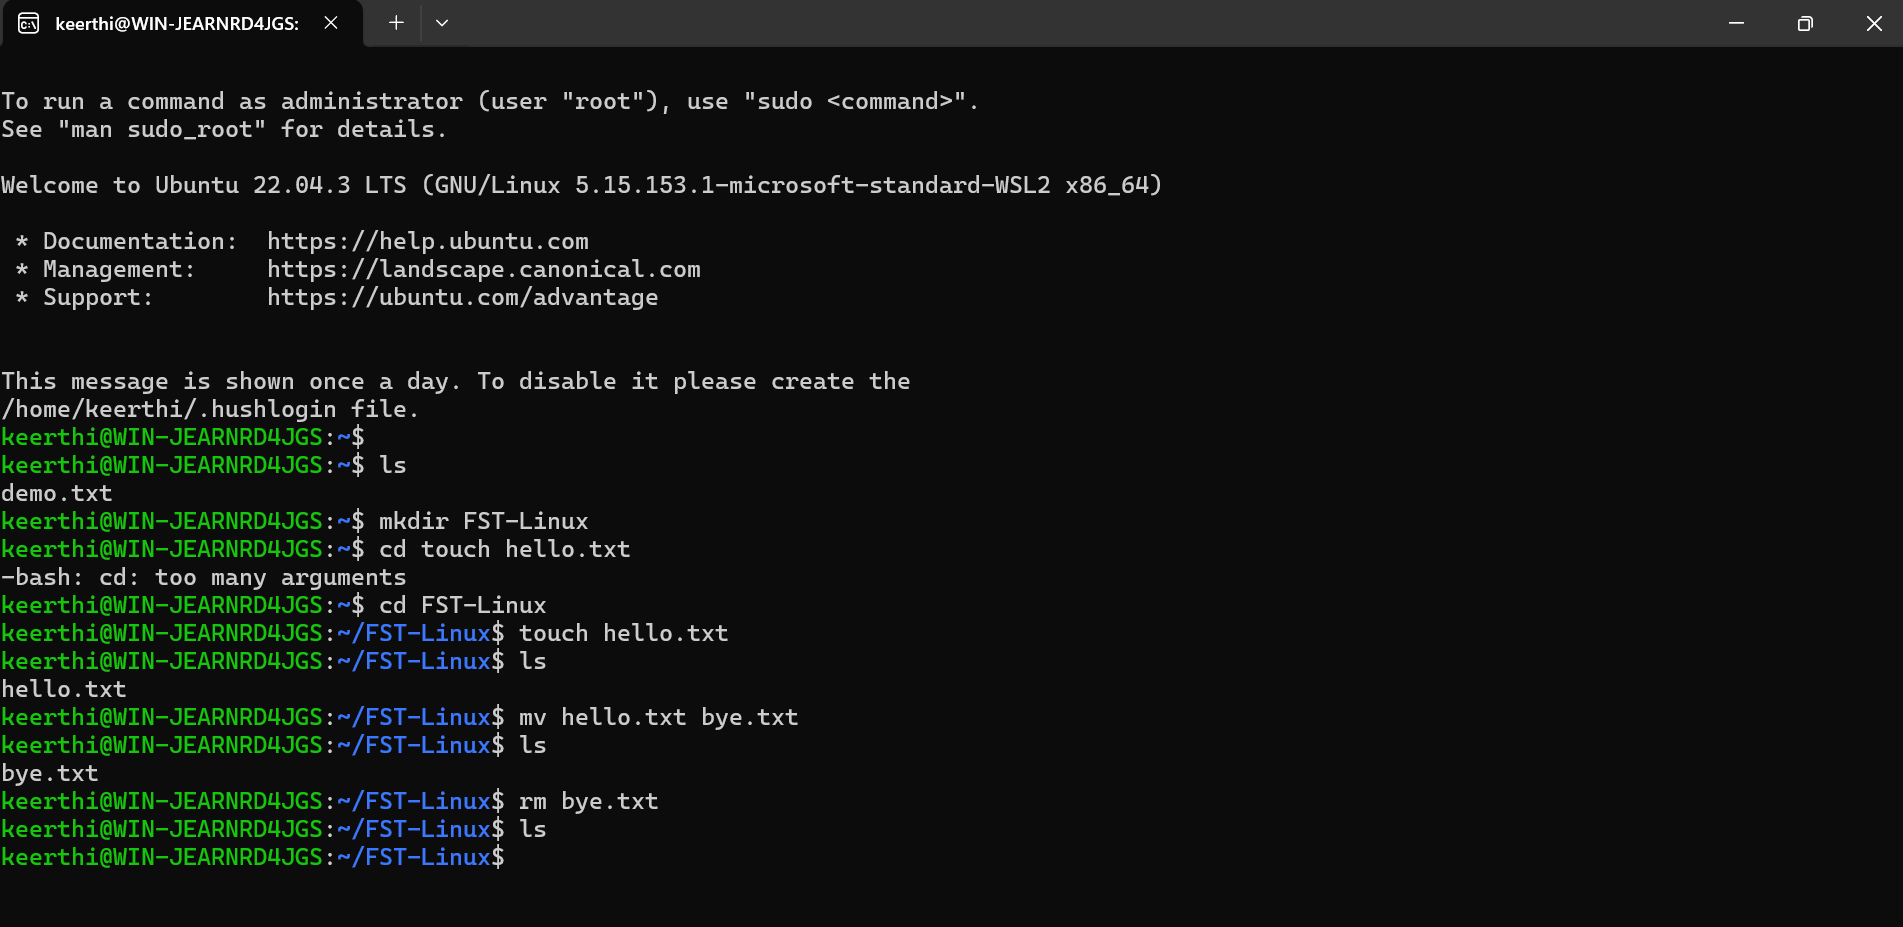 keerthi@WIN-JEARNRD4JGS:
To run a command as administrator (user "root"), use "sudo <command>".
See "man sudo_root" for details.
Welcome to Ubuntu 22.04.3 LTS (GNU/Linux 5.15.153.1-microsoft-standard-WSL2 x86_64)
* Documentation:  https://help.ubuntu.com
* Management:     https://landscape.canonical.com
* Support:        https://ubuntu.com/advantage
This message is shown once a day. To disable it please create the
/home/keerthi/.hushlogin file.
keerthi@WIN-JEARNRD4JGS:~$
keerthi@WIN-JEARNRD4JGS:~$ ls
demo.txt
keerthi@WIN-JEARNRD4JGS:~$ mkdir FST-Linux
keerthi@WIN-JEARNRD4JGS:~$ cd touch hello.txt
-bash: cd: too many arguments
keerthi@WIN-JEARNRD4JGS:~$ cd FST-Linux
keerthi@WIN-JEARNRD4JGS:~/FST-Linux$ touch hello.txt
keerthi@WIN-JEARNRD4JGS:~/FST-Linux$ ls
hello.txt
keerthi@WIN-JEARNRD4JGS:~/FST-Linux$ mv hello.txt bye.txt
keerthi@WIN-JEARNRD4JGS:~/FST-Linux$ ls
bye.txt
keerthi@WIN-JEARNRD4JGS:~/FST-Linux$ rm bye.txt
keerthi@WIN-JEARNRD4JGS:~/FST-Linux$ ls
keerthi@WIN-JEARNRD4JGS:~/FST-Linux$